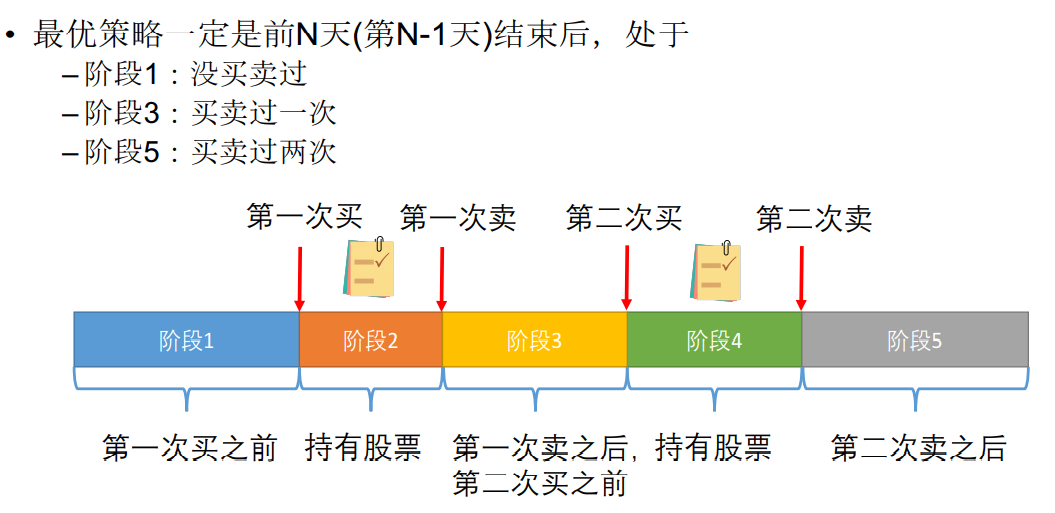 • 最优策略一定是前N天(第N-1天)结束后，处于
–阶段1：没买卖过
–阶段3：买卖过一次
–阶段5：买卖过两次
第一次买 第一次卖 第二次买 第二次卖
阶段1 阶段2 阶段3 阶段4 阶段5
第一次买之前 持有股票 第一次卖之后, 持有股票 第二次卖之后
第二次买之前